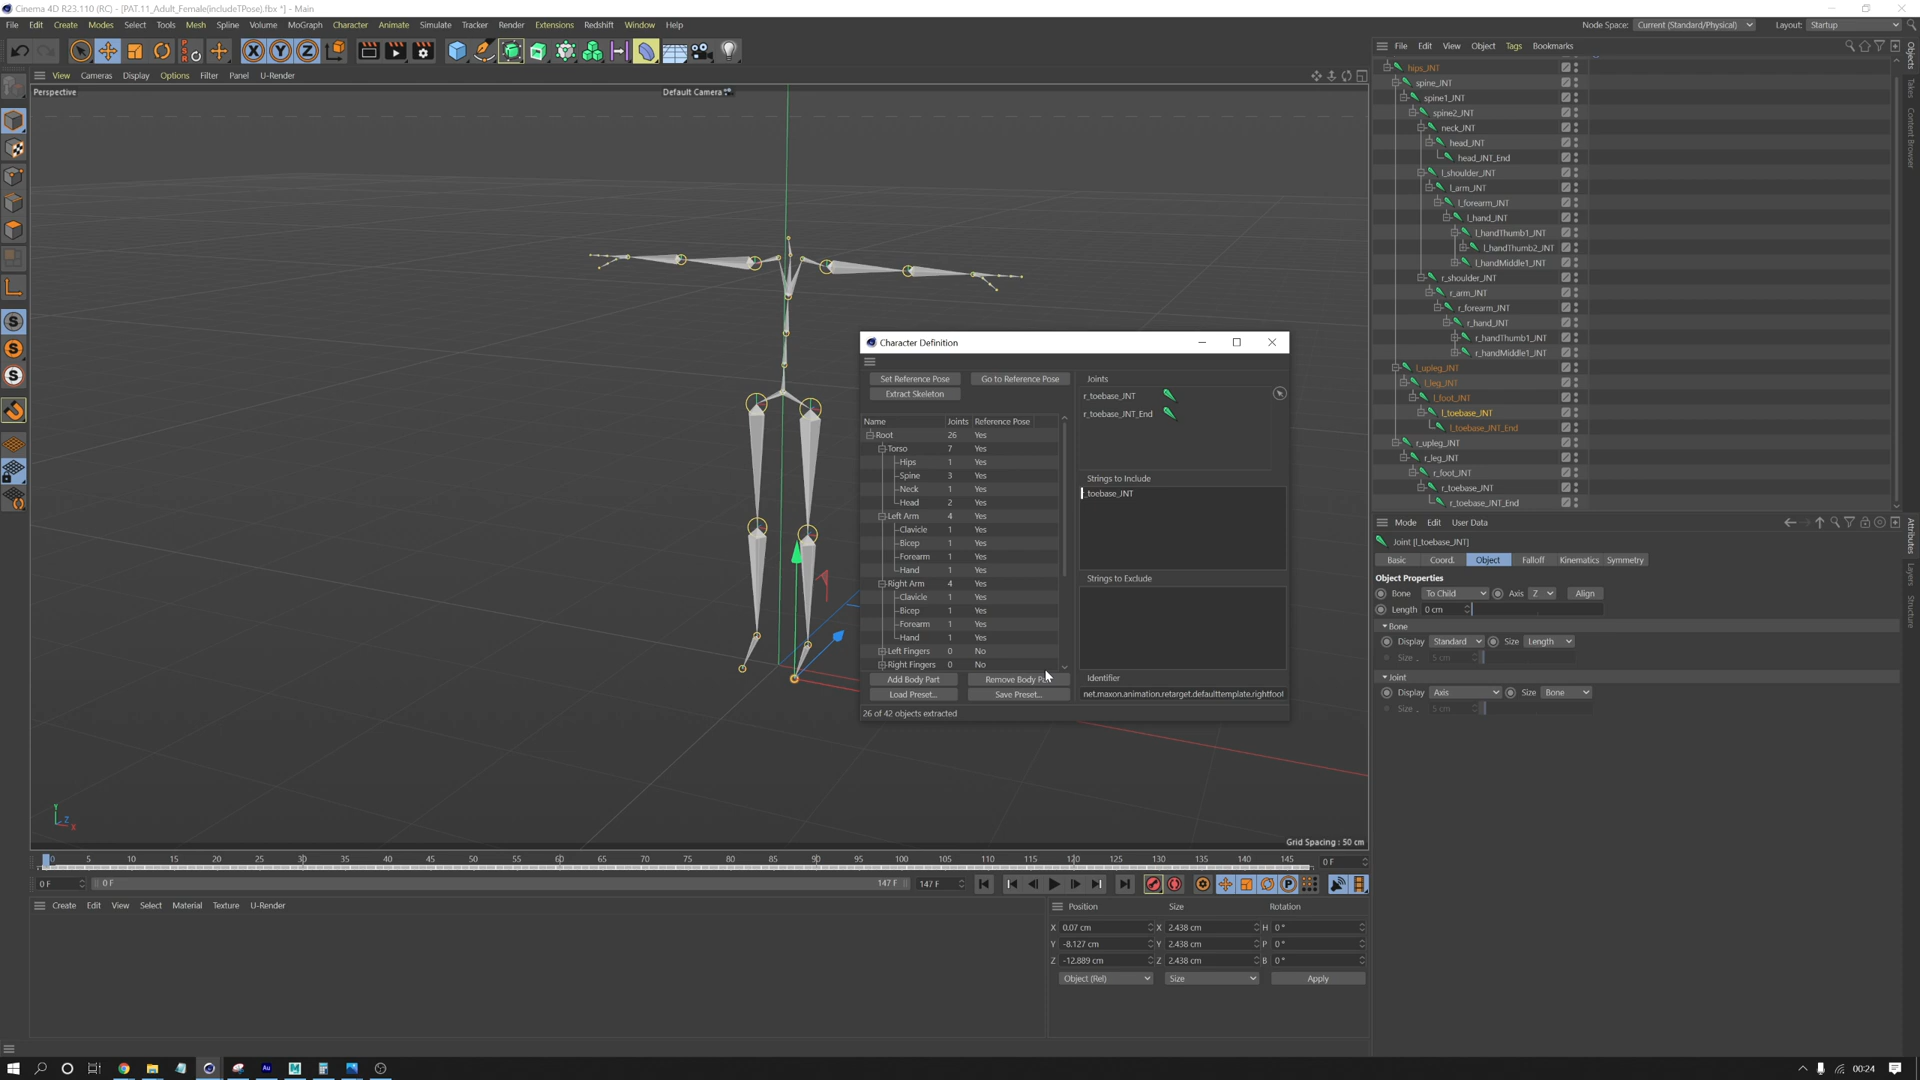 Cinema 4D R23.110 (RC) - [PAT.11_Adult_Female(includeTPose).fbx *] - Main
File Edit Create Modes Select Tools Mesh Spline Volume MoGraph Character Animate Simulate Tracker Render Extensions Redshift Window Help
Node Space: Current (Standard/Physical) Layout: Startup
View Cameras Display Options Filter Panel U-Render
Perspective
Default Camera
Grid Spacing : 50 cm
Y
Z
X
File Edit View Object Tags Bookmarks
hips_JNT
spine_JNT
spine1_JNT
spine2_JNT
neck_JNT
head_JNT
head_JNT_End
l_shoulder_JNT
l_arm_JNT
l_forearm_JNT
l_hand_JNT
l_handThumb1_JNT
l_handThumb2_JNT
l_handMiddle1_JNT
r_shoulder_JNT
r_arm_JNT
r_forearm_JNT
r_hand_JNT
r_handThumb1_JNT
r_handMiddle1_JNT
l_upleg_JNT
l_leg_JNT
l_foot_JNT
l_toebase_JNT
l_toebase_JNT_End
r_upleg_JNT
r_leg_JNT
r_foot_JNT
r_toebase_JNT
r_toebase_JNT_End
Objects
Takes
Content Browser
Character Definition
Set Reference Pose Go to Reference Pose
Extract Skeleton
Name Joints Reference Pose
Root 26 Yes
Torso 7 Yes
Hips 1 Yes
Spine 3 Yes
Neck 1 Yes
Head 2 Yes
Left Arm 4 Yes
Clavicle 1 Yes
Bicep 1 Yes
Forearm 1 Yes
Hand 1 Yes
Right Arm 4 Yes
Clavicle 1 Yes
Bicep 1 Yes
Forearm 1 Yes
Hand 1 Yes
Left Fingers 0 No
Right Fingers 0 No
Add Body Part Remove Body
Load Preset... Save Preset...
26 of 42 objects extracted
Joints
r_toebase_JNT
r_toebase_JNT_End
Strings to Include
_toebase_JNT
Strings to Exclude
Identifier
net.maxon.animation.retarget.defaulttemplate.rightfoot
Mode Edit User Data
Joint [l_toebase_JNT]
Basic Coord. Object Falloff Kinematics Symmetry
Object Properties
Bone To Child Axis Z Align
Length 0 cm
Bone
Display Standard Size Length
Size .. 5 cm
Joint
Display Axis Size Bone
Size .. 5 cm
Attributes
Layers
Structure
0 5 10 15 20 25 30 35 40 45 50 55 60 65 70 75 80 85 90 95 100 105 110 115 120 125 130 135 140 145 0 F
0 F 0 F 147 F 147 F
Create Edit View Select Material Texture U-Render
Position Size Rotation
X 0.07 cm X 2.438 cm H 0 °
Y -8.127 cm Y 2.438 cm P 0 °
Z -12.889 cm Z 2.438 cm B 0 °
Object (Rel) Size Apply
00:24